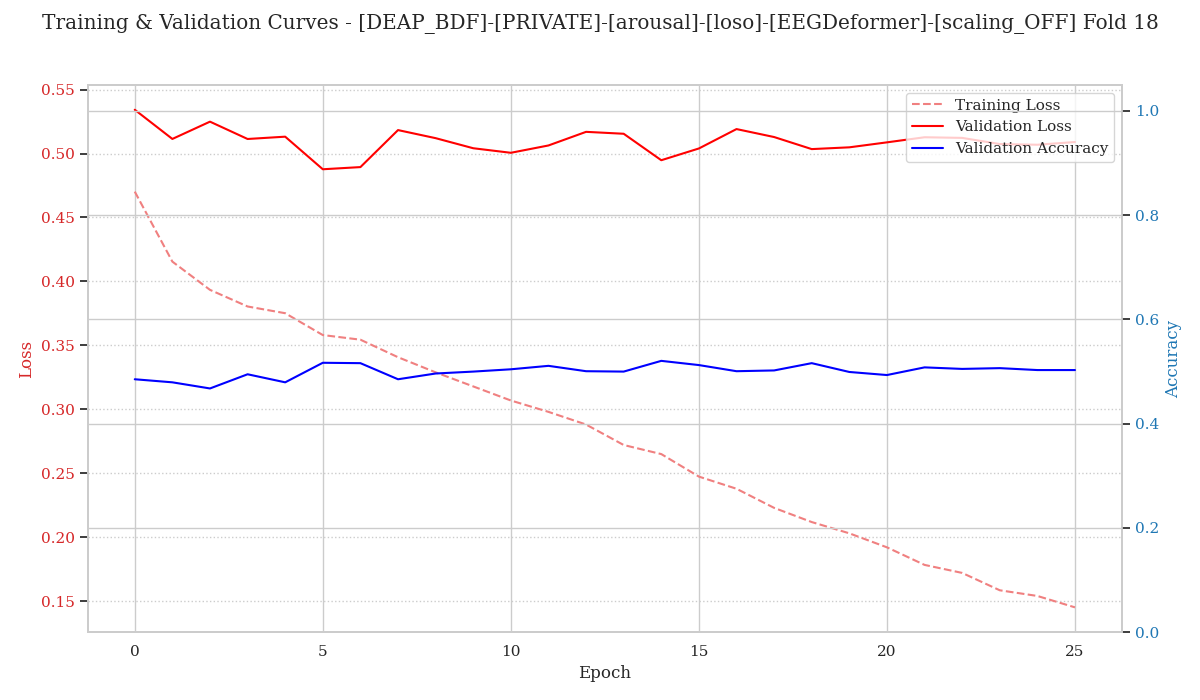 Training & Validation Curves - [DEAP_BDF]-[PRIVATE]-[arousal]-[loso]-[EEGDeformer]-[scaling_OFF] Fold 18
Training Loss
Validation Loss
Validation Accuracy
0.55
0.50
0.45
0.40
0.35
0.30
0.25
0.20
0.15
Loss
1.0
0.8
0.6
0.4
0.2
0.0
Accuracy
0 5 10 15 20 25
Epoch